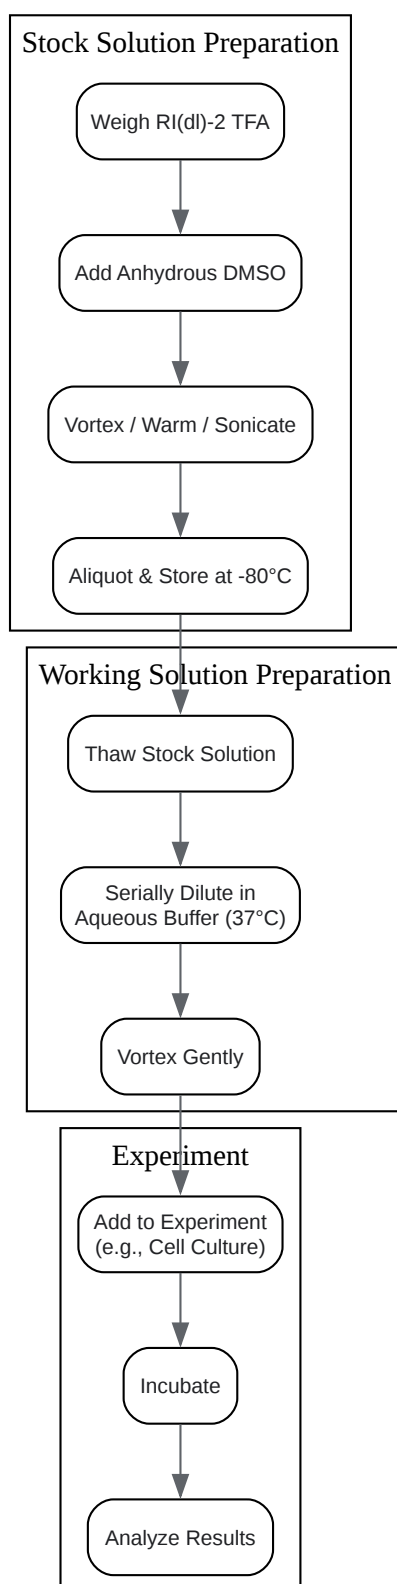 Stock Solution Preparation
Weigh RI(dl)-2 TFA
Add Anhydrous DMSO
Vortex / Warm / Sonicate
Aliquot & Store at -80°C
Working Solution Preparation
Thaw Stock Solution
Serially Dilute in
Aqueous Buffer (37°C)
Vortex Gently
Experiment
Add to Experiment
(e.g., Cell Culture)
Incubate
Analyze Results